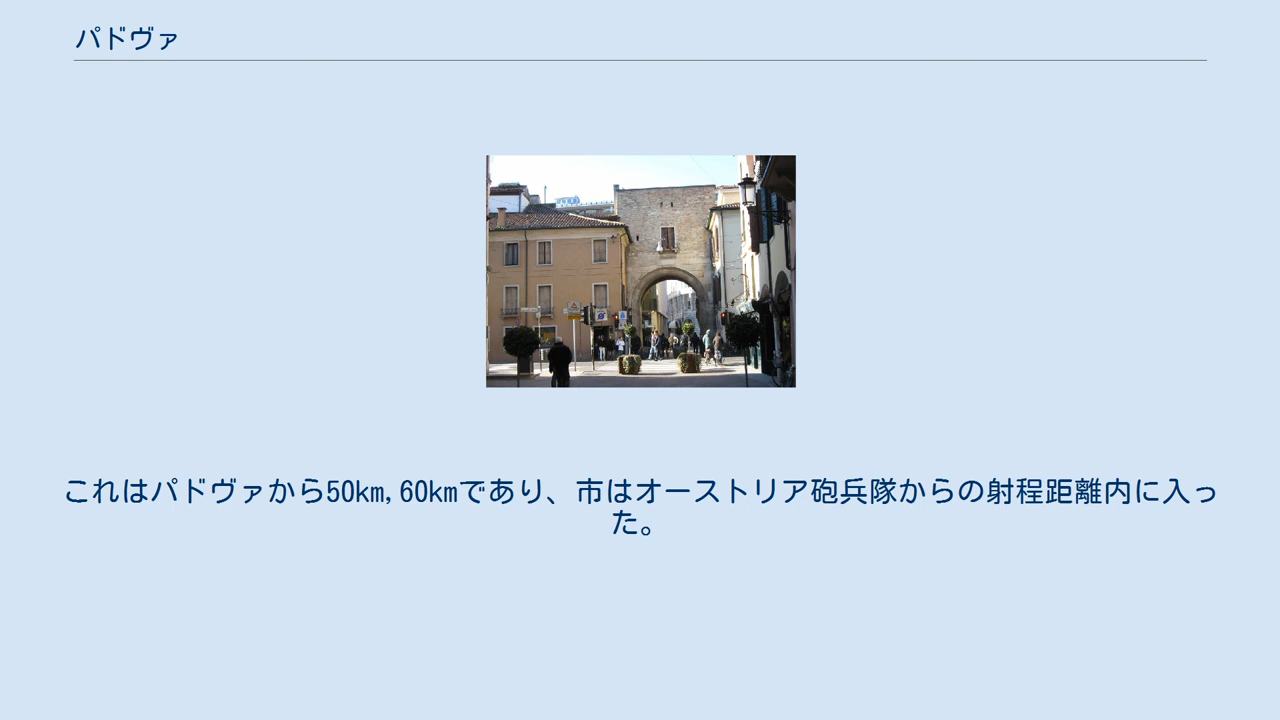 パドヴァ
これはパドヴァから50km,60kmであり、市はオーストリア砲兵隊からの射程距離内に入っ
た。